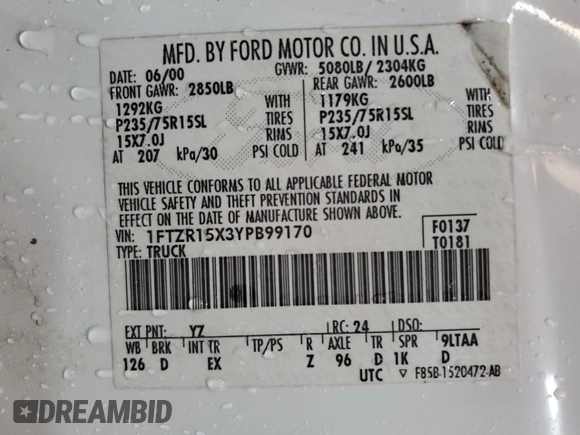 MFD. BY FORD MOTOR CO. IN U.S.A.
DATE: 06/00 GVWR: 5080LB/ 2304KG
FRONT GAWR: 2850LB REAR GAWR: 2600LB
1292KG WITH 1179KG WITH
P235/75R15SL TIRES P235/75R15SL TIRES
15X7.0J RIMS 15X7.0J RIMS
AT 207 kPa/30 PSI COLD AT 241 kPa/35 PSI COLD
THIS VEHICLE CONFORMS TO ALL APPLICABLE FEDERAL MOTOR
VEHICLE SAFETY AND THEFT PREVENTION STANDARDS IN
EFFECT ON THE DATE OF MANUFACTURE SHOWN ABOVE.
VIN: 1FTZR15X3YPB99170 F0137
TYPE: TRUCK T0181
EXT PNT: YZ RC: 24 DSO:
WB BRK INT TR TP/PS R AXLE TR SPR 9LTAA
126 D EX Z 96 D 1K D
UTC ▽ F85B-1520472-AB
DREAMBID